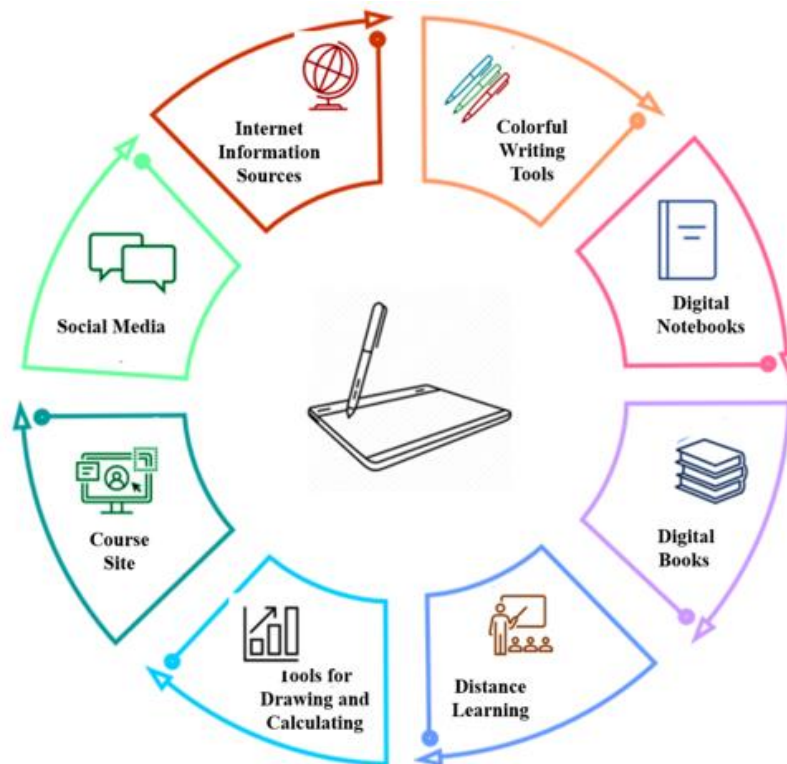 Internet
Information
Sources
Colorful
Writing
Tools
Digital
Notebooks
Digital
Books
Distance
Learning
Tools for
Drawing and
Calculating
Course
Site
Social Media